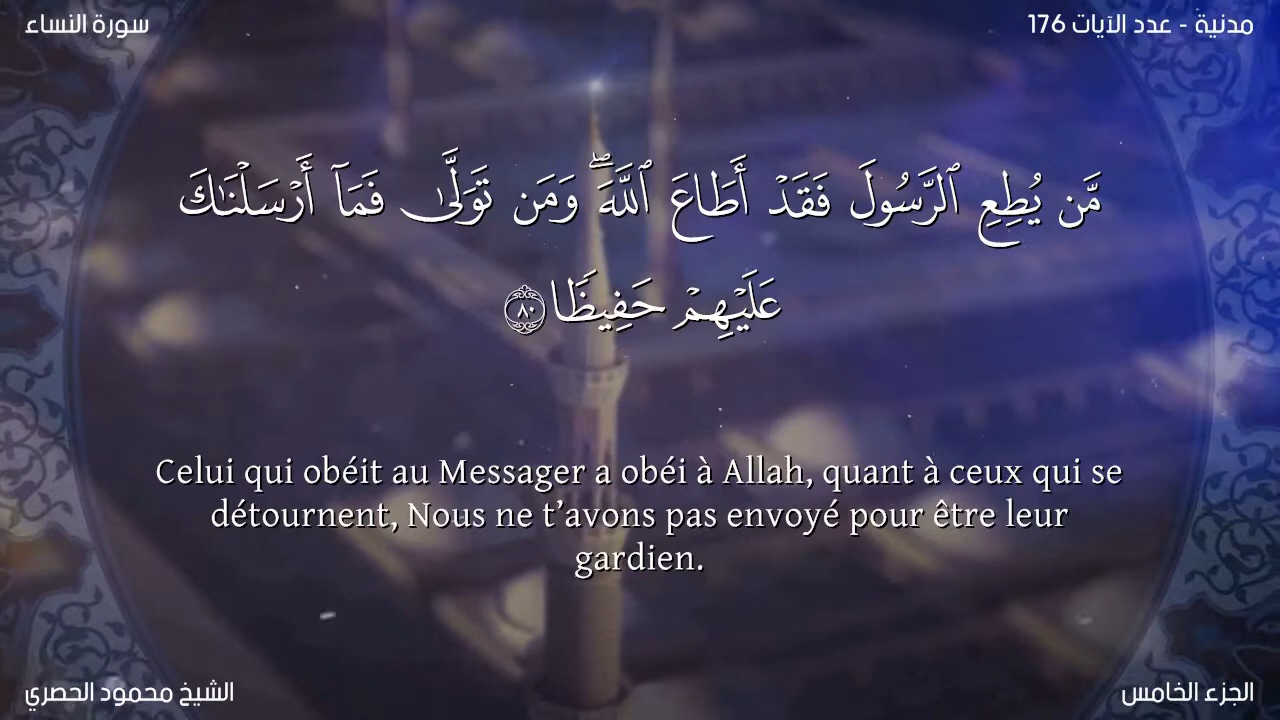 سورة النساء
مدنية - عدد الآيات 176
مَّن يُطِعِ ٱلرَّسُولَ فَقَدْ أَطَاعَ ٱللَّهَ ۖ وَمَن تَوَلَّىٰ فَمَآ أَرْسَلْنَـٰكَ
عَلَيْهِمْ حَفِيظًا ٨٠
Celui qui obéit au Messager a obéi à Allah, quant à ceux qui se
détournent, Nous ne t’avons pas envoyé pour être leur
gardien.
الشيخ محمود الحصري
الجزء الخامس